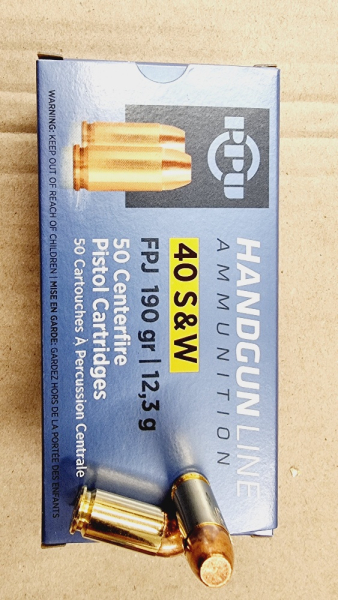 PPU
HANDGUN LINE
AMMUNITION
40 S&W
FPJ 190 gr | 12,3 g
50 Centerfire
Pistol Cartridges
50 Cartouches À Percussion Centrale
WARNING: KEEP OUT OF REACH OF CHILDREN | MISE EN GARDE: GARDEZ HORS DE LA PORTÉE DES ENFANTS